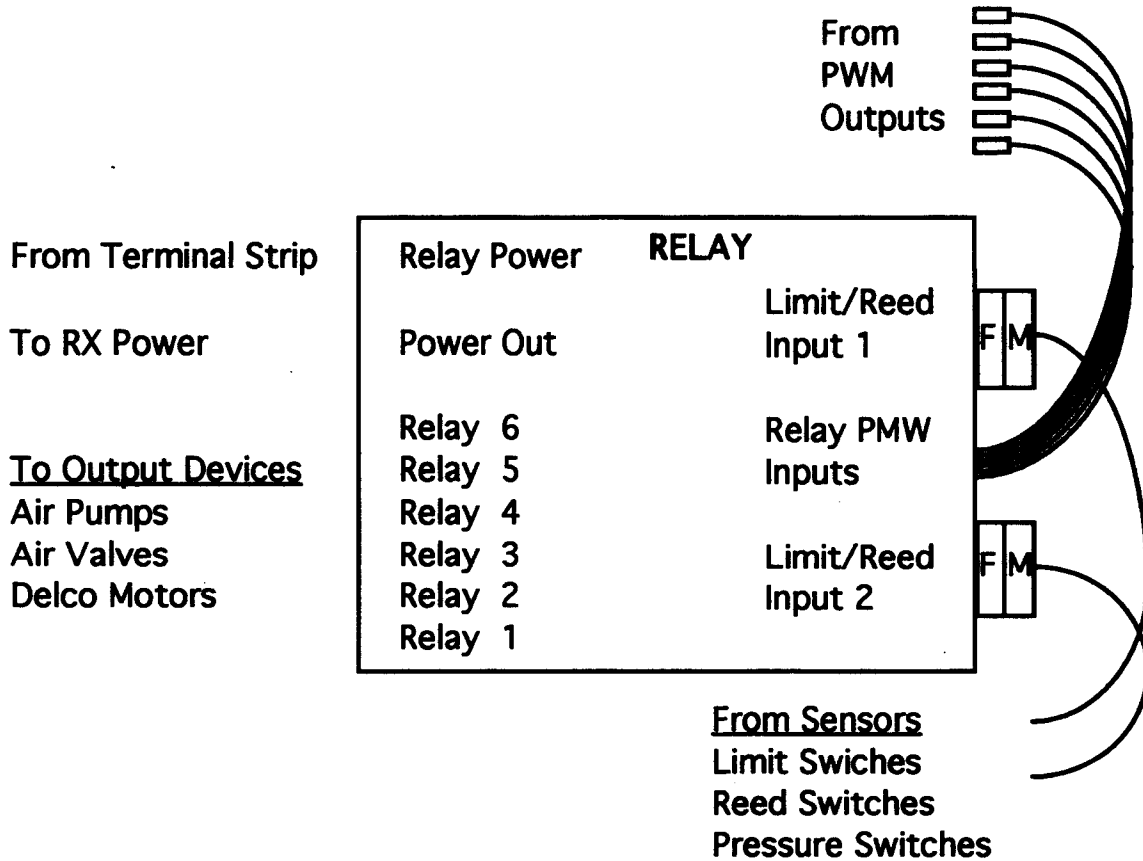 From
PWM
Outputs
From Terminal Strip
To RX Power
To Output Devices
Air Pumps
Air Valves
Delco Motors
RELAY
Relay Power
Power Out
Relay 6
Relay 5
Relay 4
Relay 3
Relay 2
Relay 1
Limit/Reed
Input 1
F M
Relay PMW
Inputs
Limit/Reed
Input 2
F M
From Sensors
Limit Swiches
Reed Switches
Pressure Switches